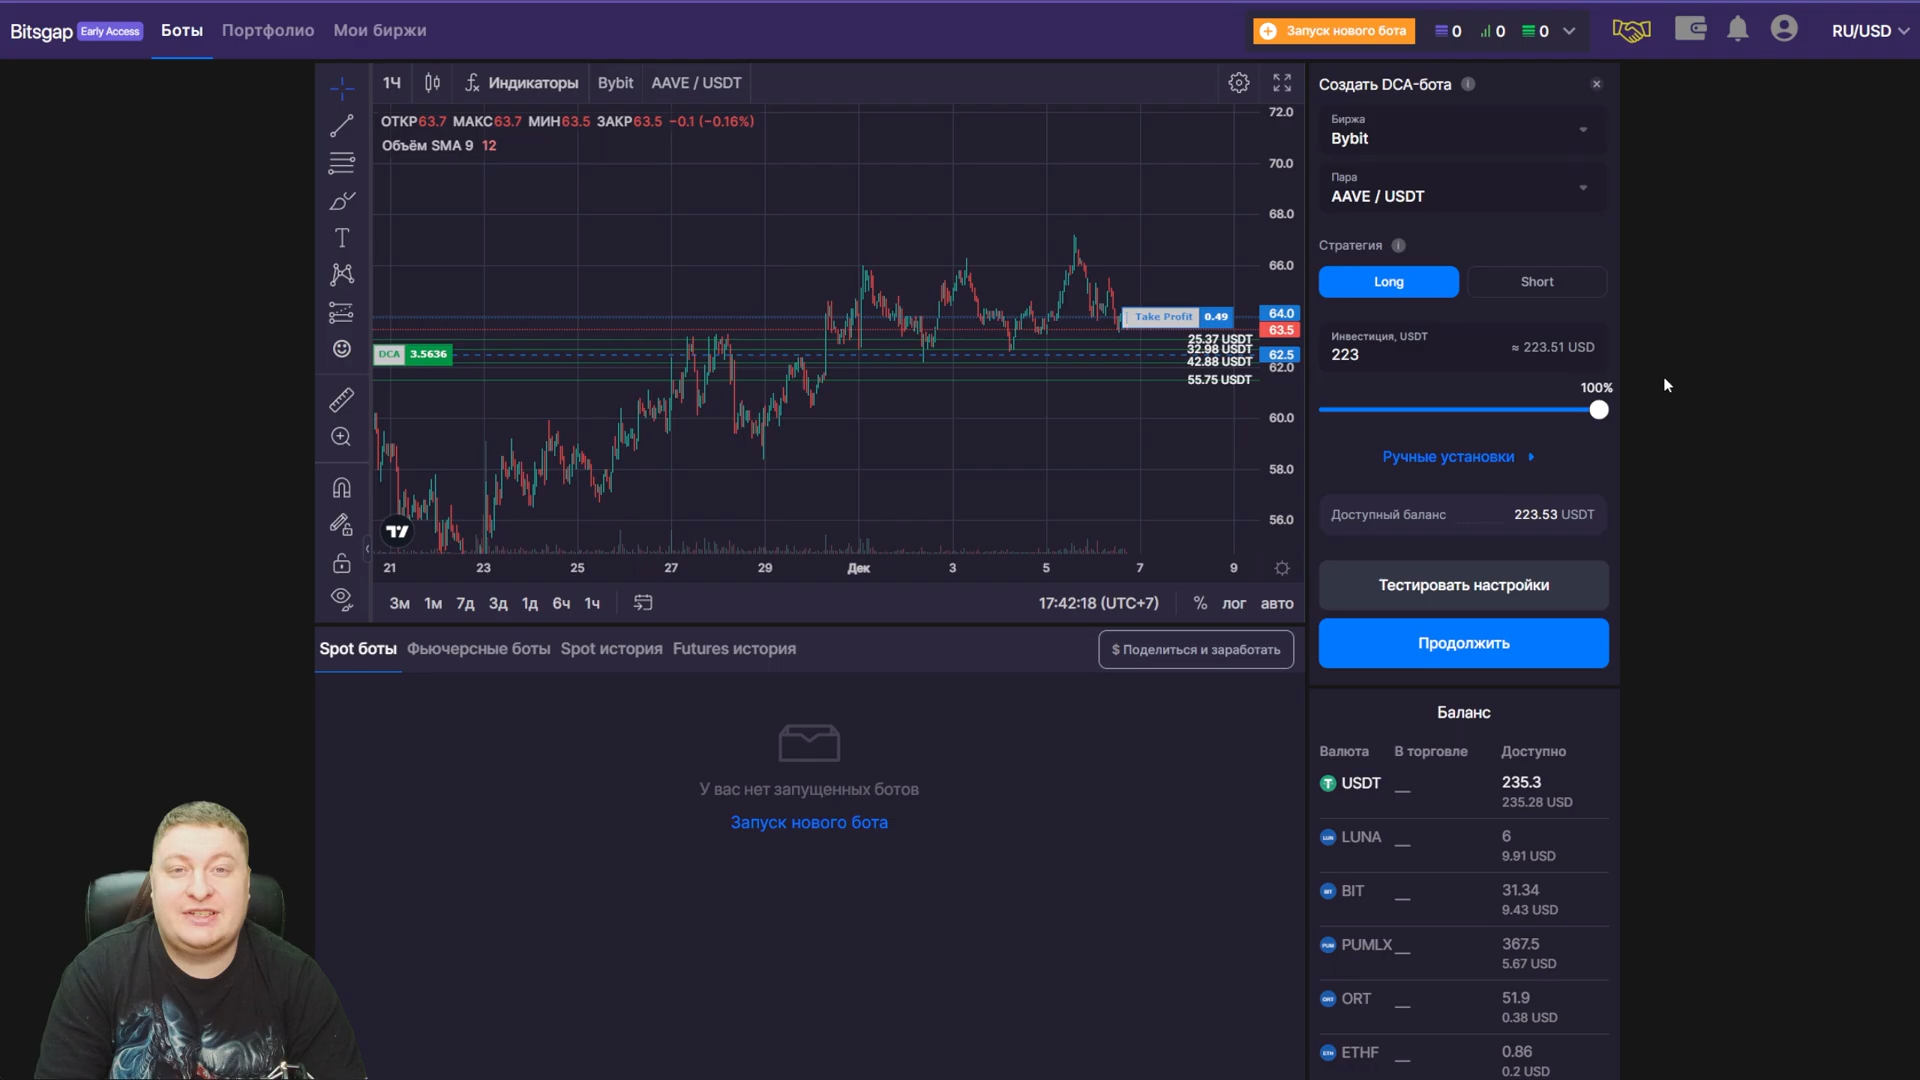 Bitsgap Early Access Боты Портфолио Мои биржи
Запуск нового бота 0 0 0 RU/USD
1Ч Индикаторы Bybit AAVE / USDT
ОТКР63.7 МАКС63.7 МИН63.5 ЗАКР63.5 −0.1 (−0.16%)
Объём SMA 9 12
72.0
70.0
68.0
66.0
64.0
63.5
62.5
62.0
60.0
58.0
56.0
Take Profit 0.49
25.37 USDT
32.98 USDT
42.88 USDT
55.75 USDT
DCA 3.5636
21 23 25 27 29 Дек 3 5 7 9
3м 1м 7д 3д 1д 6ч 1ч
17:42:18 (UTC+7) % лог авто
Spot боты Фьючерсные боты Spot история Futures история
$ Поделиться и заработать
У вас нет запущенных ботов
Запуск нового бота
Создать DCA-бота
Биржа
Bybit
Пара
AAVE / USDT
Стратегия
Long Short
Инвестиция, USDT
223 ≈ 223.51 USD
100%
Ручные установки
Доступный баланс 223.53 USDT
Тестировать настройки
Продолжить
Баланс
Валюта В торговле Доступно
USDT 235.3
235.28 USD
LUNA 6
9.91 USD
BIT 31.34
9.43 USD
PUMLX 367.5
5.67 USD
ORT 51.9
0.38 USD
ETHF 0.86
0.2 USD